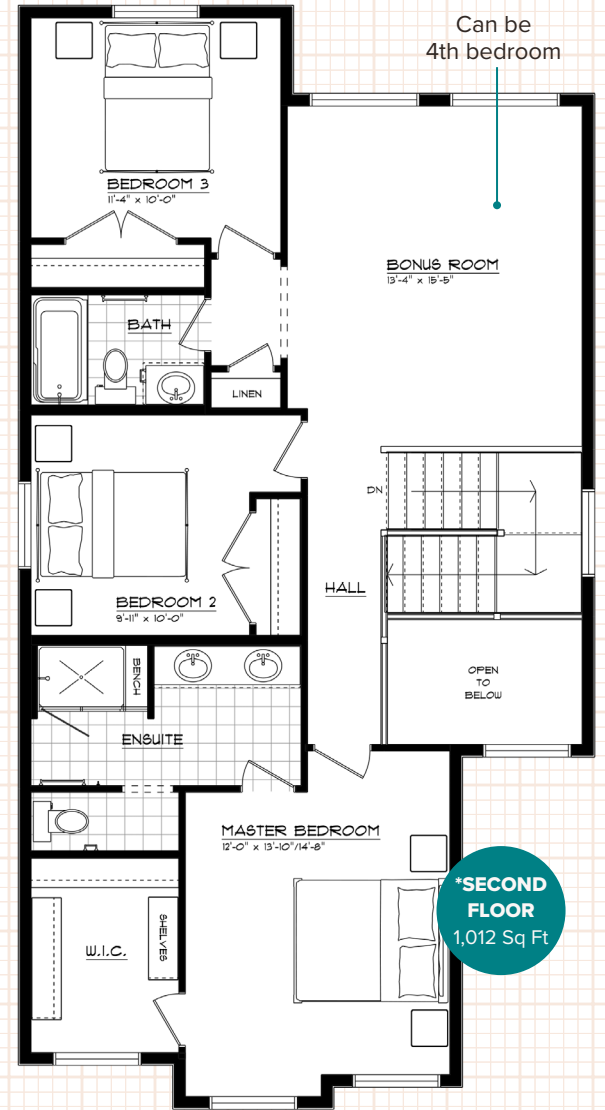 Can be
4th bedroom
BEDROOM 3
11'-4" x 10'-0"
BONUS ROOM
13'-4" x 15'-5"
BATH
LINEN
DN
BEDROOM 2
9'-11" x 10'-0"
HALL
BENCH
OPEN
TO
BELOW
ENSUITE
MASTER BEDROOM
12'-0" x 13'-10"/14'-8"
*SECOND
FLOOR
1,012 Sq Ft
W.I.C.
SHELVES